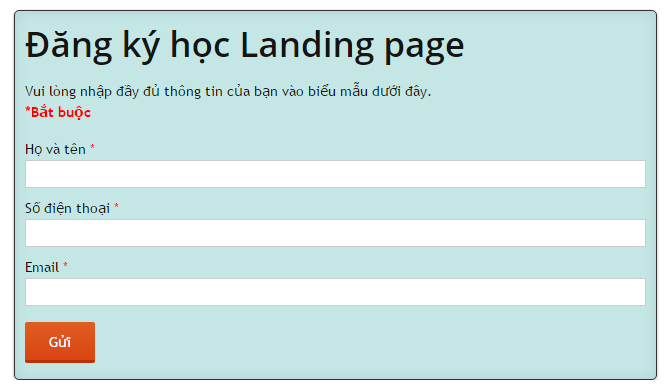 Đăng ký học Landing page
Vui lòng nhập đầy đủ thông tin của bạn vào biểu mẫu dưới đây.
*Bắt buộc
Họ và tên *
Số điện thoại *
Email *
Gửi